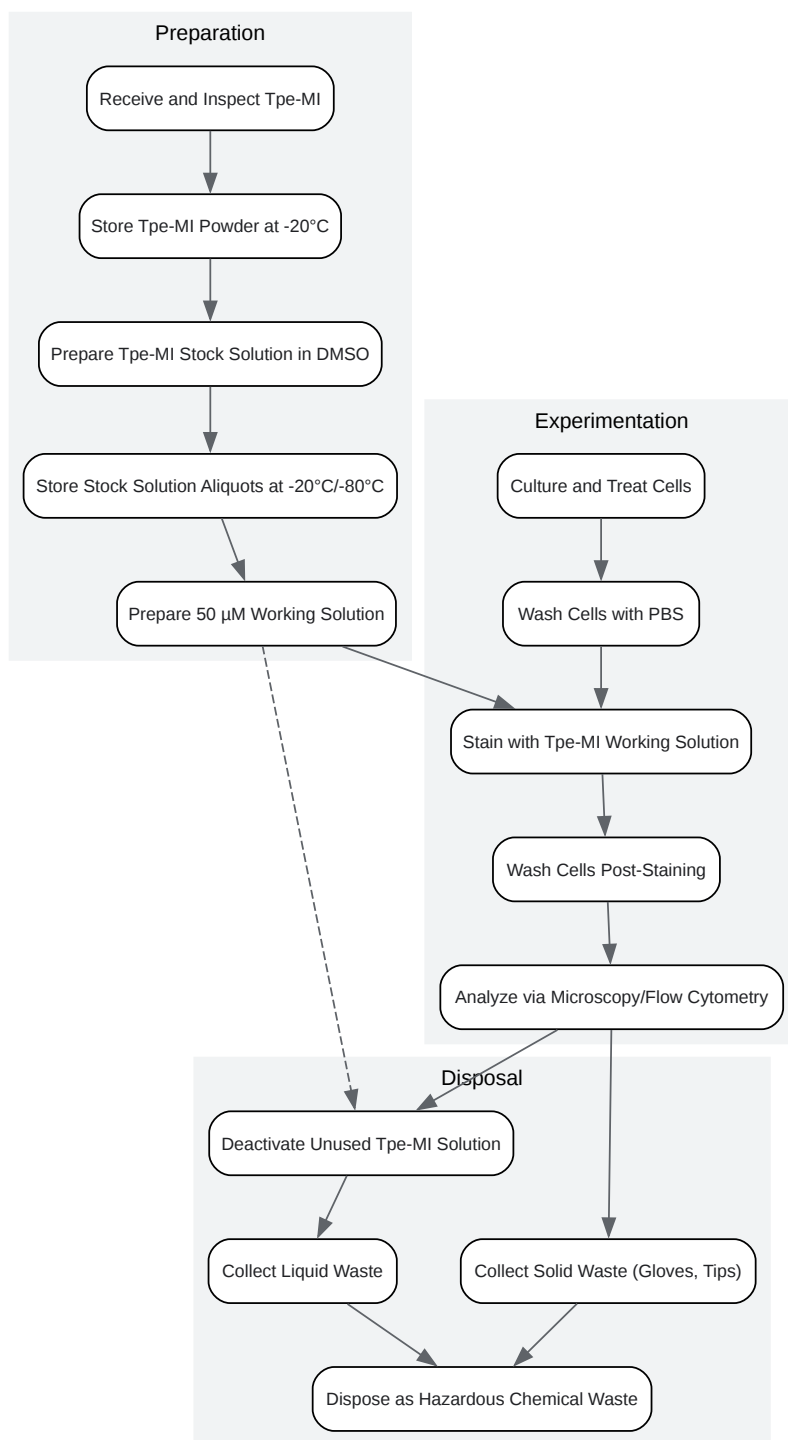 Preparation
Receive and Inspect Tpe-MI
Store Tpe-MI Powder at -20°C
Prepare Tpe-MI Stock Solution in DMSO
Store Stock Solution Aliquots at -20°C/-80°C
Prepare 50 µM Working Solution
Experimentation
Culture and Treat Cells
Wash Cells with PBS
Stain with Tpe-MI Working Solution
Wash Cells Post-Staining
Analyze via Microscopy/Flow Cytometry
Disposal
Deactivate Unused Tpe-MI Solution
Collect Liquid Waste
Collect Solid Waste (Gloves, Tips)
Dispose as Hazardous Chemical Waste